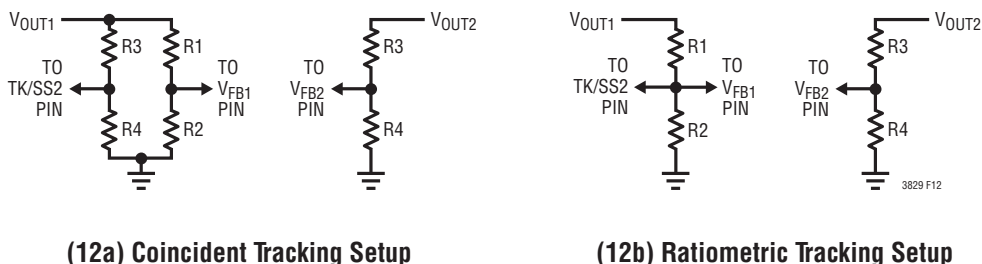 VOUT1
R3
R1
TO
TK/SS2
PIN
TO
VFB1
PIN
R4
R2
VOUT2
R3
TO
VFB2
PIN
R4
(12a) Coincident Tracking Setup
VOUT1
R1
TO
TK/SS2
PIN
TO
VFB1
PIN
R2
VOUT2
R3
TO
VFB2
PIN
R4
3829 F12
(12b) Ratiometric Tracking Setup